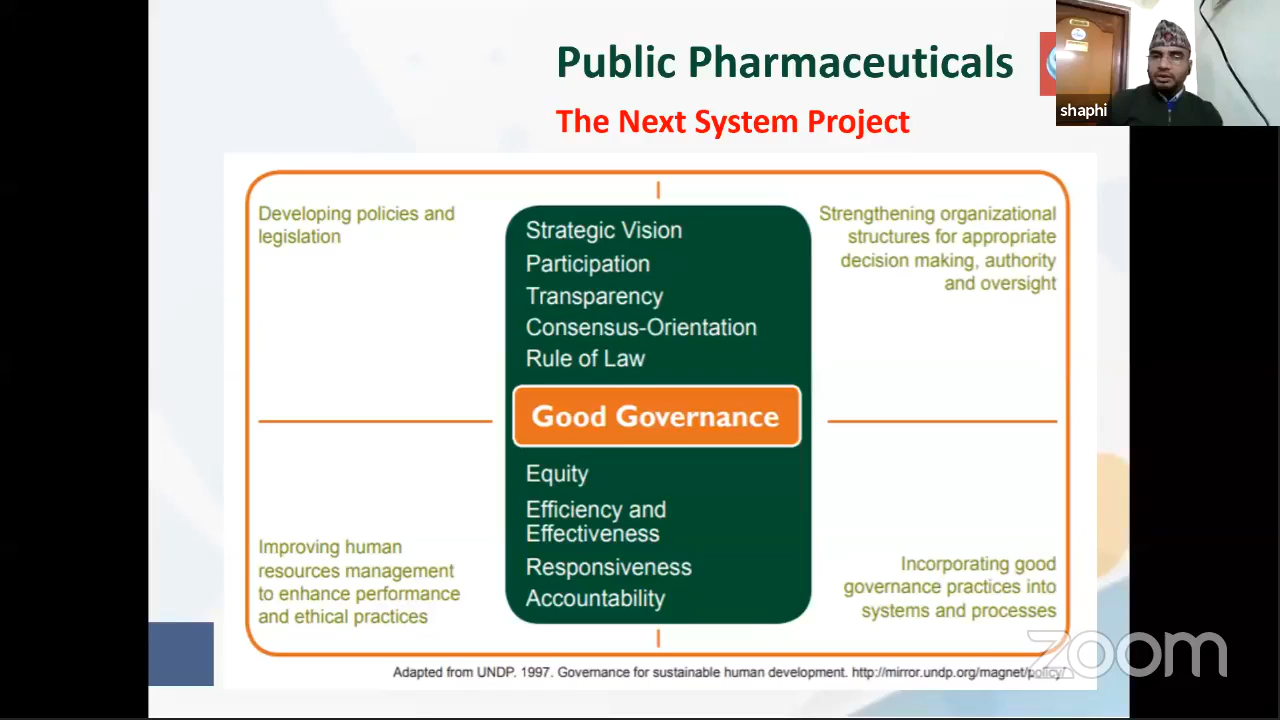 Public Pharmaceuticals
The Next System Project
shaphi
Developing policies and
legislation
Strategic Vision
Participation
Transparency
Consensus-Orientation
Rule of Law
Strengthening organizational
structures for appropriate
decision making, authority
and oversight
Good Governance
Equity
Efficiency and
Effectiveness
Responsiveness
Accountability
Improving human
resources management
to enhance performance
and ethical practices
Incorporating good
governance practices into
systems and processes
Adapted from UNDP. 1997. Governance for sustainable human development. http://mirror.undp.org/magnet/policy/
zoom